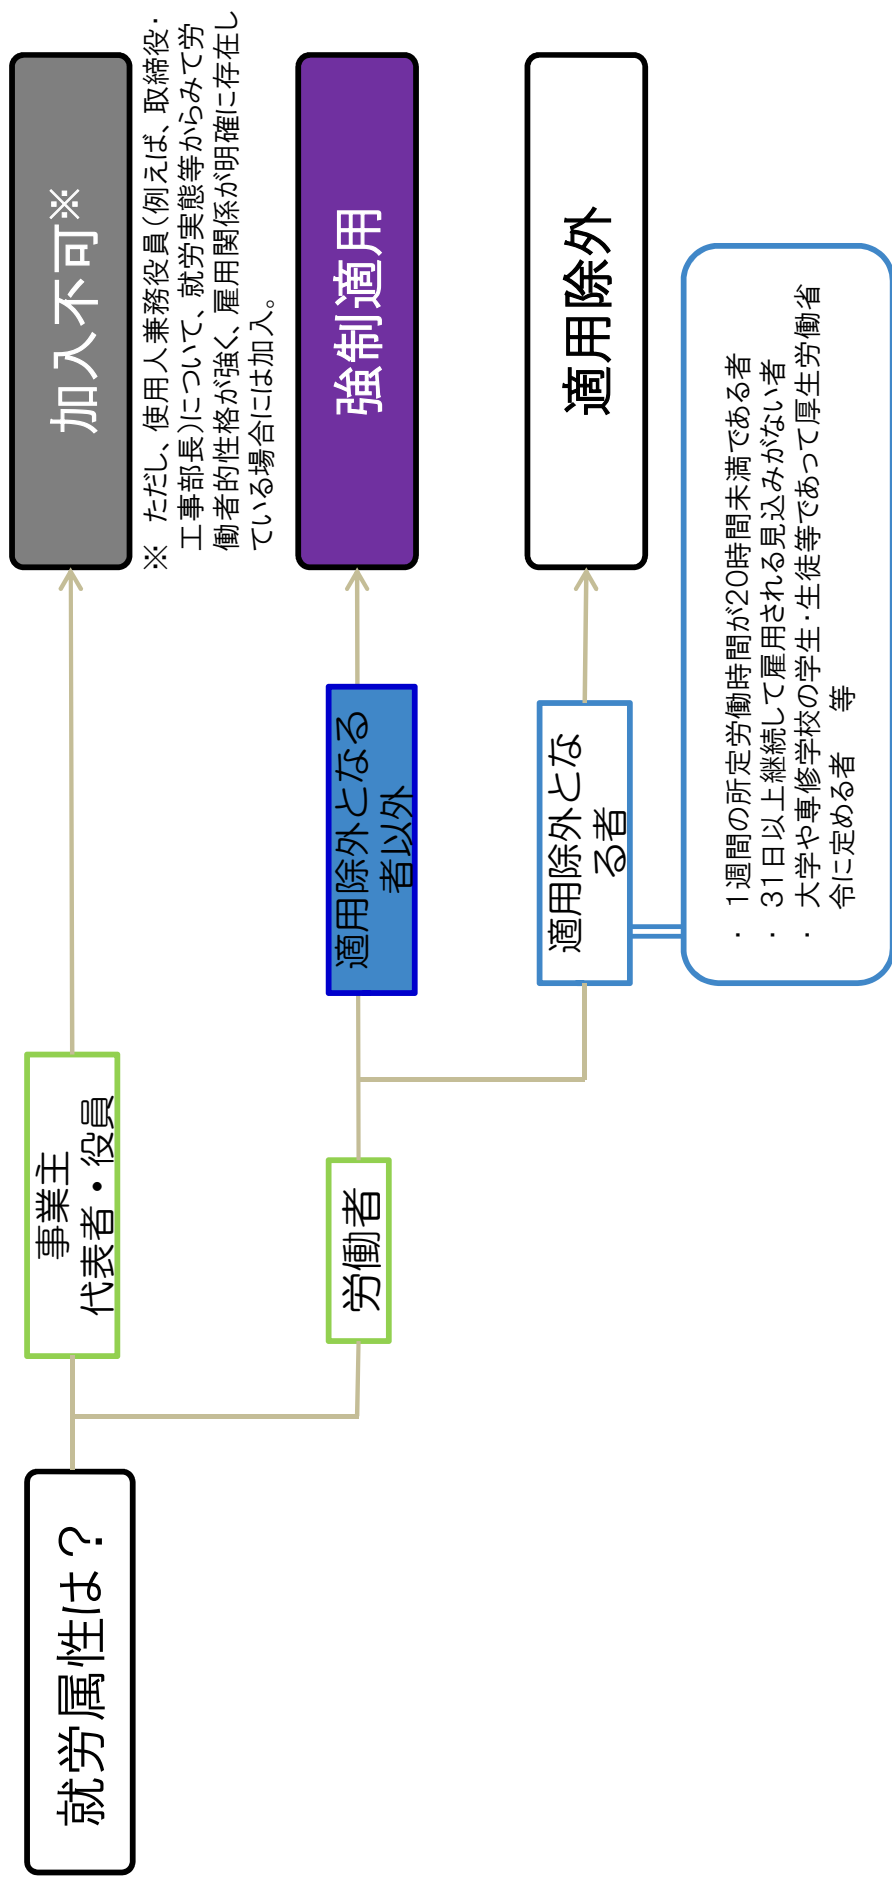 就労属性は？
事業主
代表者・役員
加入不可※
※　ただし、使用人兼務役員（例えば、取締役・
工事部長）について、就労実態等からみて労
働者的性格が強く、雇用関係が明確に存在し
ている場合には加入。
労働者
適用除外となる
者以外
強制適用
適用除外とな
る者
適用除外
・　１週間の所定労働時間が20時間未満である者
・　31日以上継続して雇用される見込みがない者
・　大学や専修学校の学生・生徒等であって厚生労働省
令に定める者　等